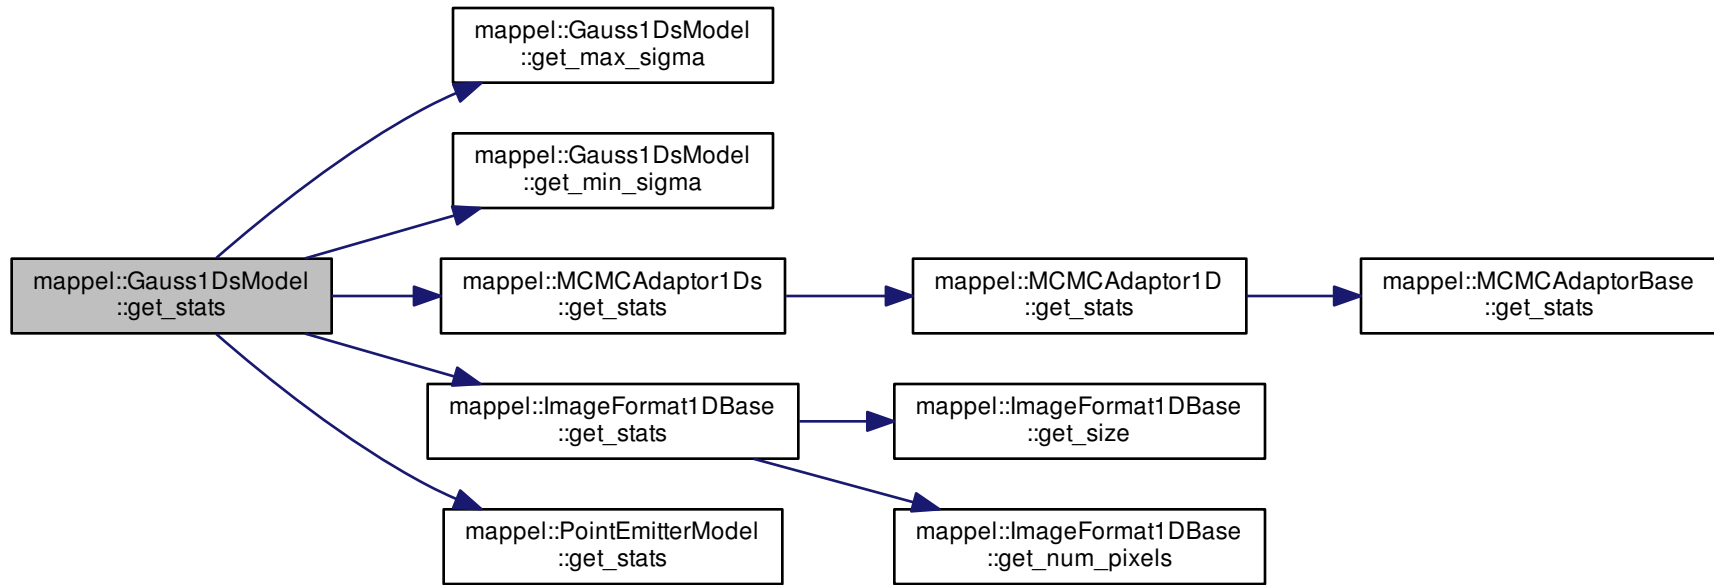 mappel::Gauss1DsModel
::get_max_sigma
mappel::Gauss1DsModel
::get_min_sigma
mappel::Gauss1DsModel
::get_stats
mappel::MCMCAdaptor1Ds
::get_stats
mappel::MCMCAdaptor1D
::get_stats
mappel::MCMCAdaptorBase
::get_stats
mappel::ImageFormat1DBase
::get_stats
mappel::ImageFormat1DBase
::get_size
mappel::PointEmitterModel
::get_stats
mappel::ImageFormat1DBase
::get_num_pixels